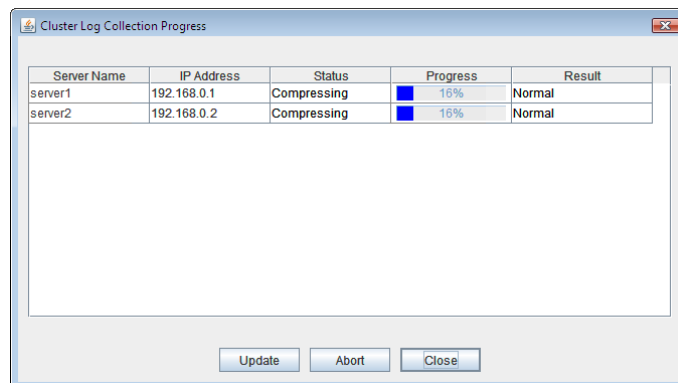 Cluster Log Collection Progress
Server Name IP Address Status Progress Result
server1 192.168.0.1 Compressing 16% Normal
server2 192.168.0.2 Compressing 16% Normal
Update Abort Close